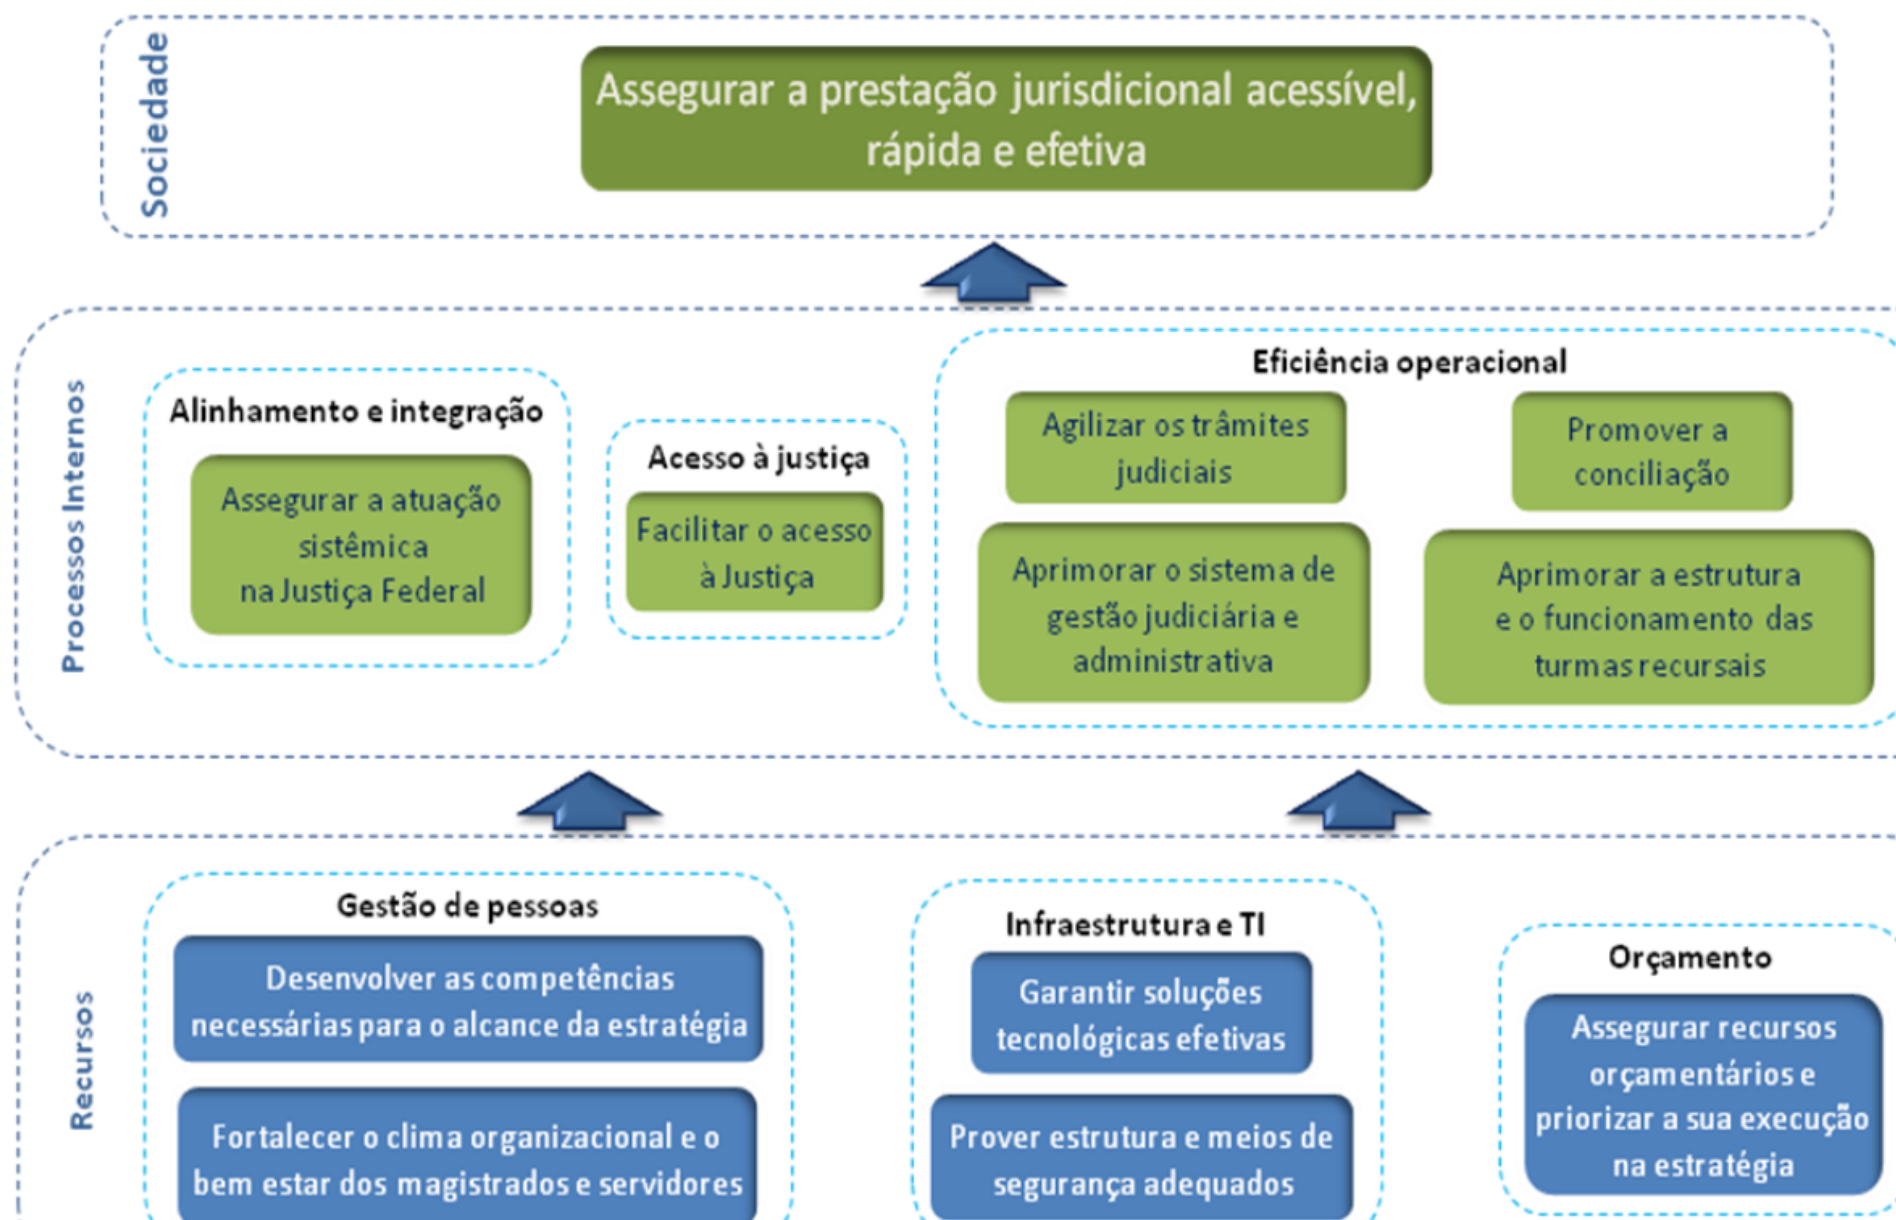 Sociedade
Assegurar a prestação jurisdicional acessível,
rápida e efetiva
Processos Internos
Alinhamento e integração
Assegurar a atuação
sistêmica
na Justiça Federal
Acesso à justiça
Facilitar o acesso
à Justiça
Eficiência operacional
Agilizar os trâmites
judiciais
Promover a
conciliação
Aprimorar o sistema de
gestão judiciária e
administrativa
Aprimorar a estrutura
e o funcionamento das
turmas recursais
Recursos
Gestão de pessoas
Desenvolver as competências
necessárias para o alcance da estratégia
Fortalecer o clima organizacional e o
bem estar dos magistrados e servidores
Infraestrutura e TI
Garantir soluções
tecnológicas efetivas
Prover estrutura e meios de
segurança adequados
Orçamento
Assegurar recursos
orçamentários e
priorizar a sua execução
na estratégia